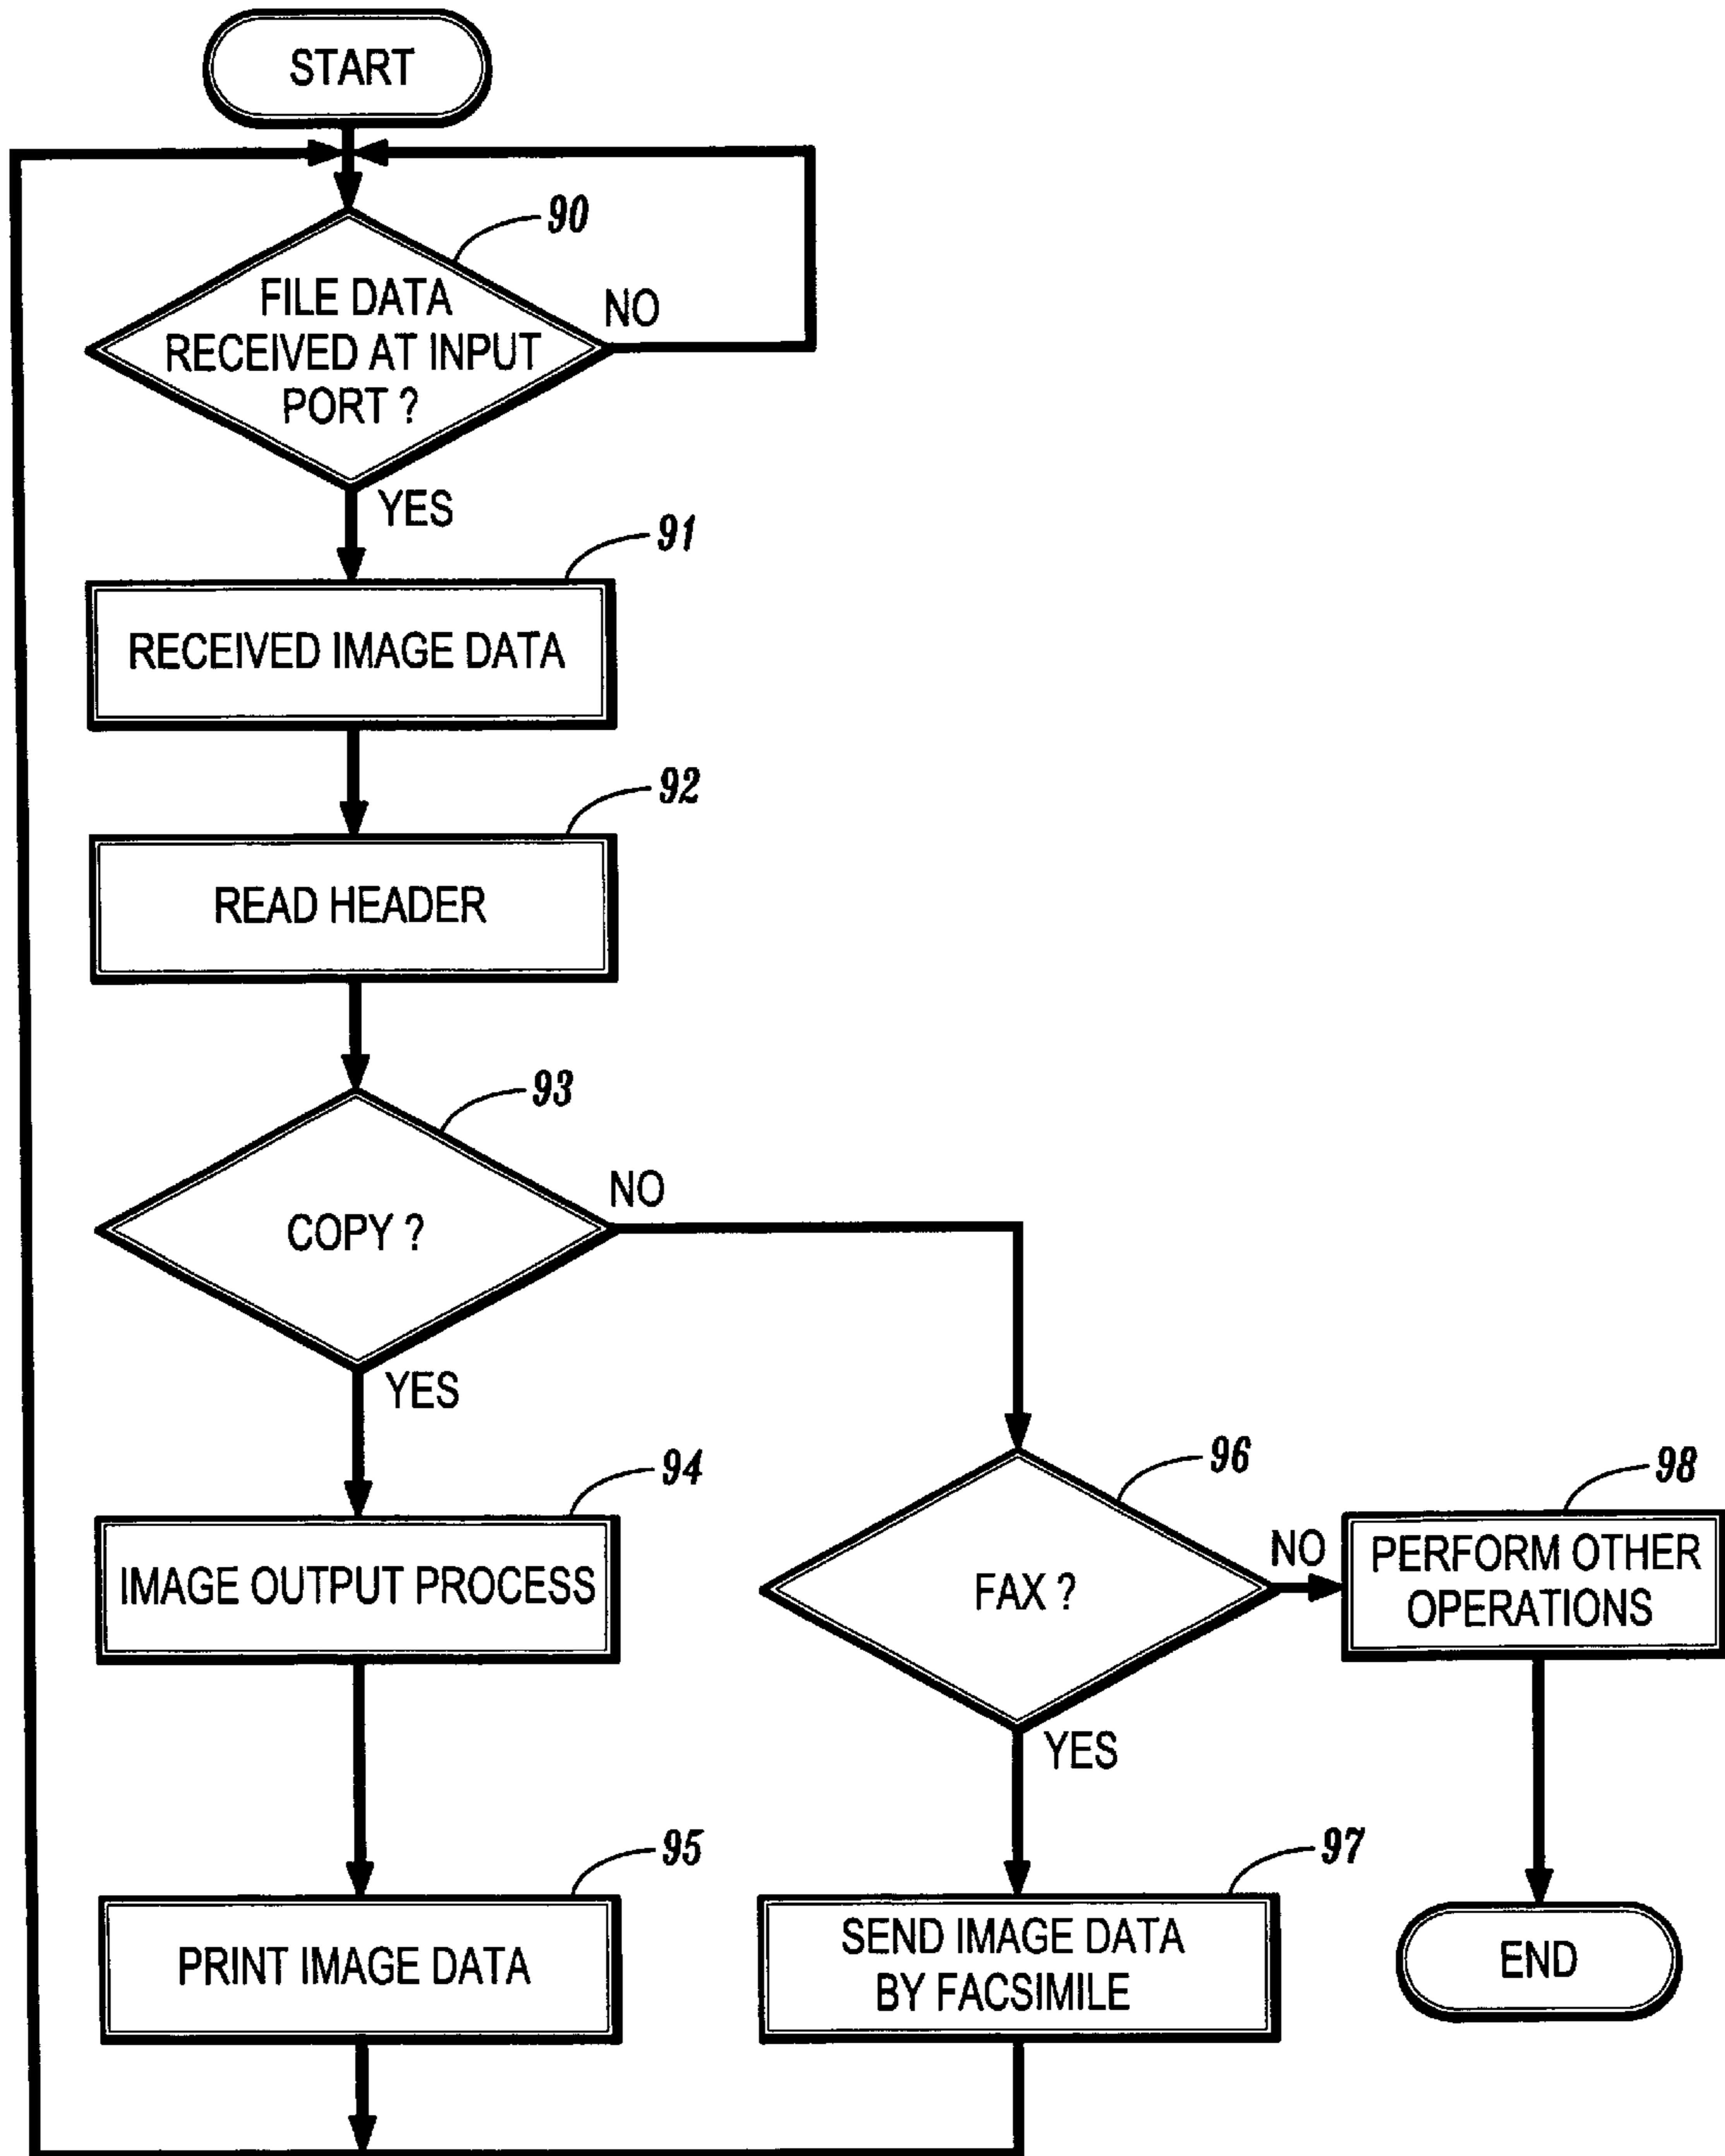 START
90
FILE DATA
RECEIVED AT INPUT
PORT ?
NO
YES
91
RECEIVED IMAGE DATA
92
READ HEADER
93
COPY ?
NO
YES
94
IMAGE OUTPUT PROCESS
95
PRINT IMAGE DATA
96
FAX ?
NO
YES
97
SEND IMAGE DATA
BY FACSIMILE
98
PERFORM OTHER
OPERATIONS
END